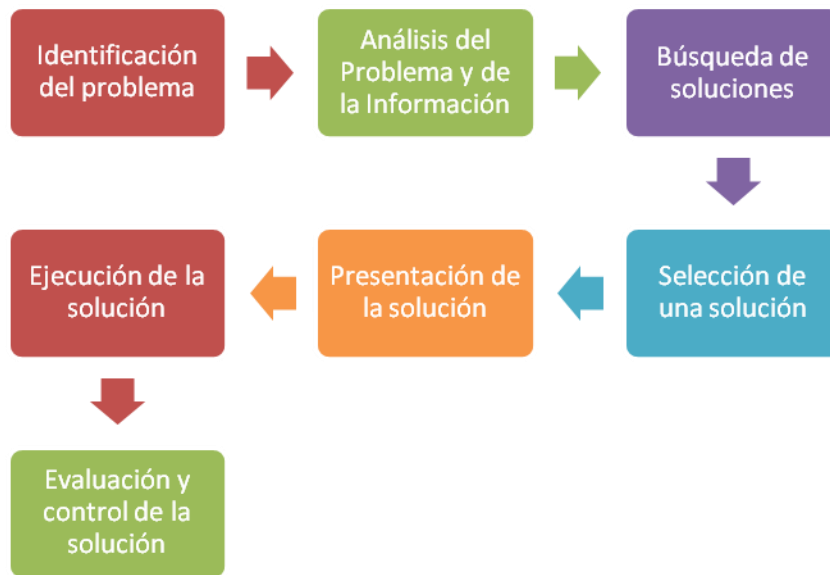 Identificación
del problema
Análisis del
Problema y de
la Información
Búsqueda de
soluciones
Selección de
una solución
Presentación de
la solución
Ejecución de la
solución
Evaluación y
control de la
solución